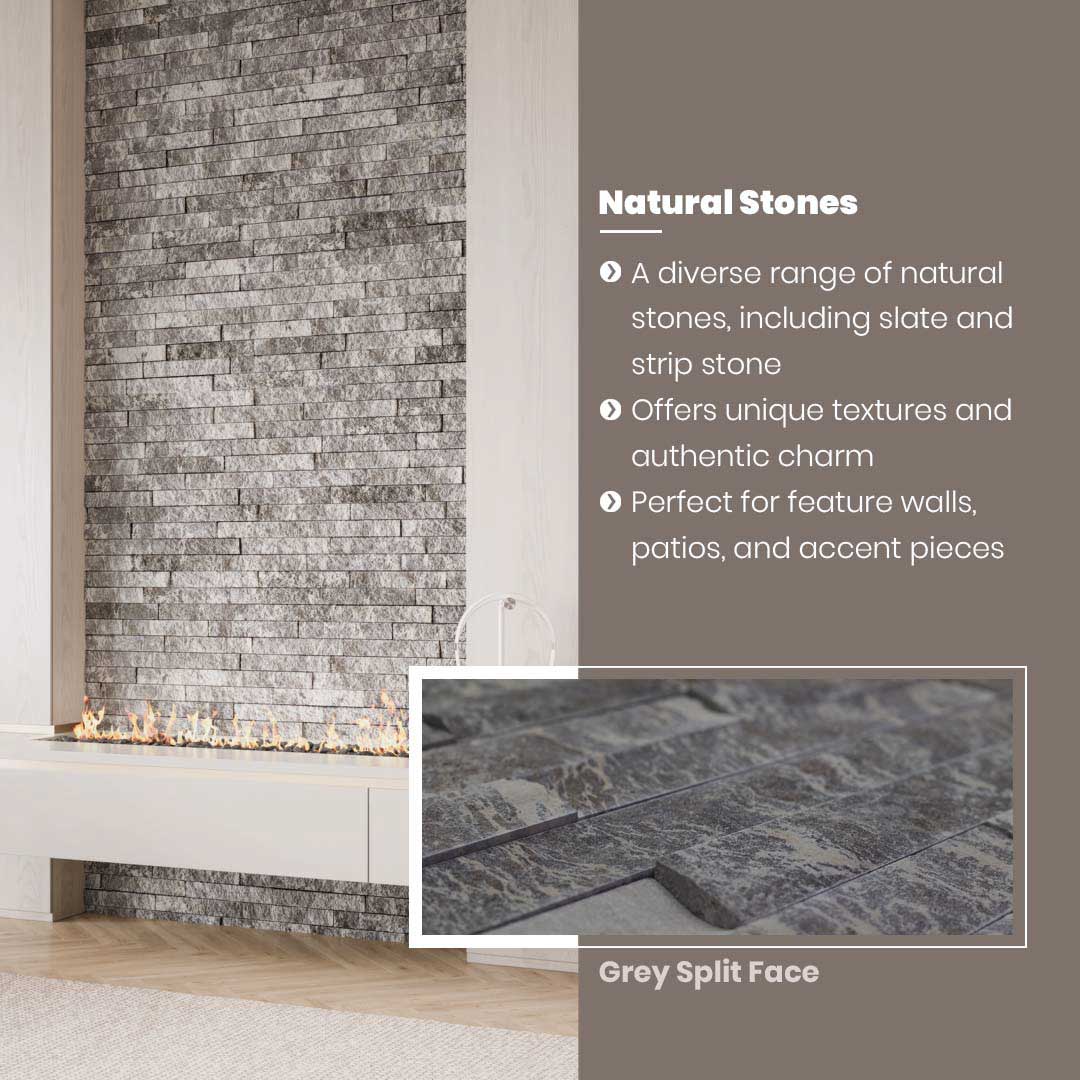 Natural Stones
A diverse range of natural
stones, including slate and
strip stone
Offers unique textures and
authentic charm
Perfect for feature walls,
patios, and accent pieces
Grey Split Face